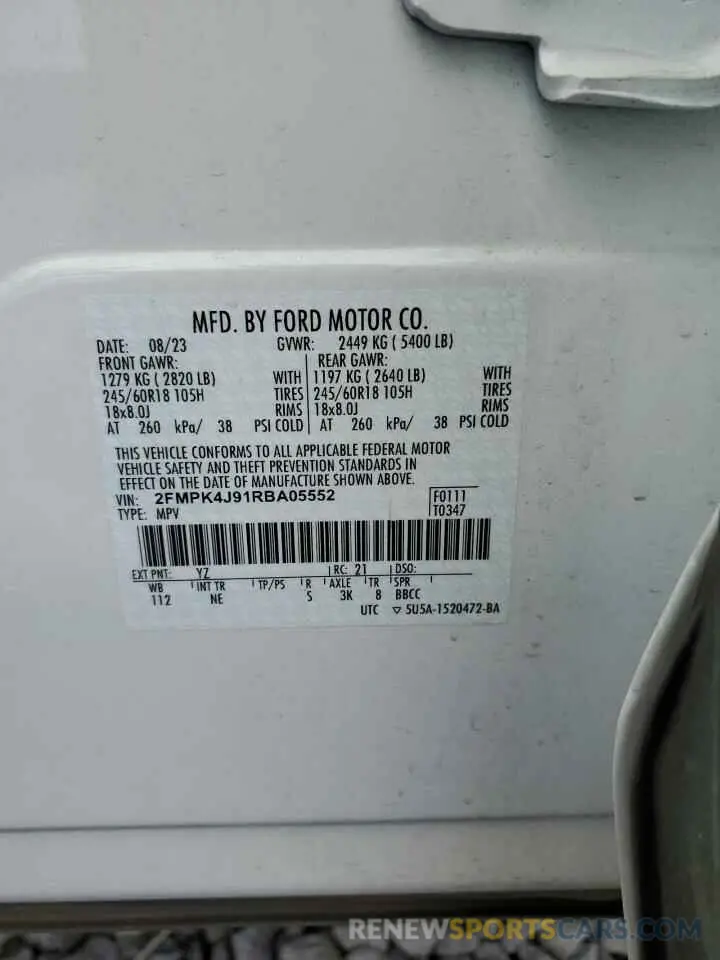 MFD. BY FORD MOTOR CO.
DATE: 08/23 GVWR: 2449 KG ( 5400 LB)
FRONT GAWR: REAR GAWR:
1279 KG ( 2820 LB) WITH 1197 KG ( 2640 LB) WITH
245/60R18 105H TIRES 245/60R18 105H TIRES
18x8.0J RIMS 18x8.0J RIMS
AT 260 kPa/ 38 PSI COLD AT 260 kPa/ 38 PSI COLD
THIS VEHICLE CONFORMS TO ALL APPLICABLE FEDERAL MOTOR
VEHICLE SAFETY AND THEFT PREVENTION STANDARDS IN
EFFECT ON THE DATE OF MANUFACTURE SHOWN ABOVE.
VIN: 2FMPK4J91RBA05552 F0111
TYPE: MPV T0347
EXT PNT: YZ RC: 21 DSO:
WB INT TR TP/PS R AXLE TR SPR
112 NE S 3K 8 BBCC
UTC ▽ 5U5A-1520472-BA
RENEWSPORTSCARS.COM